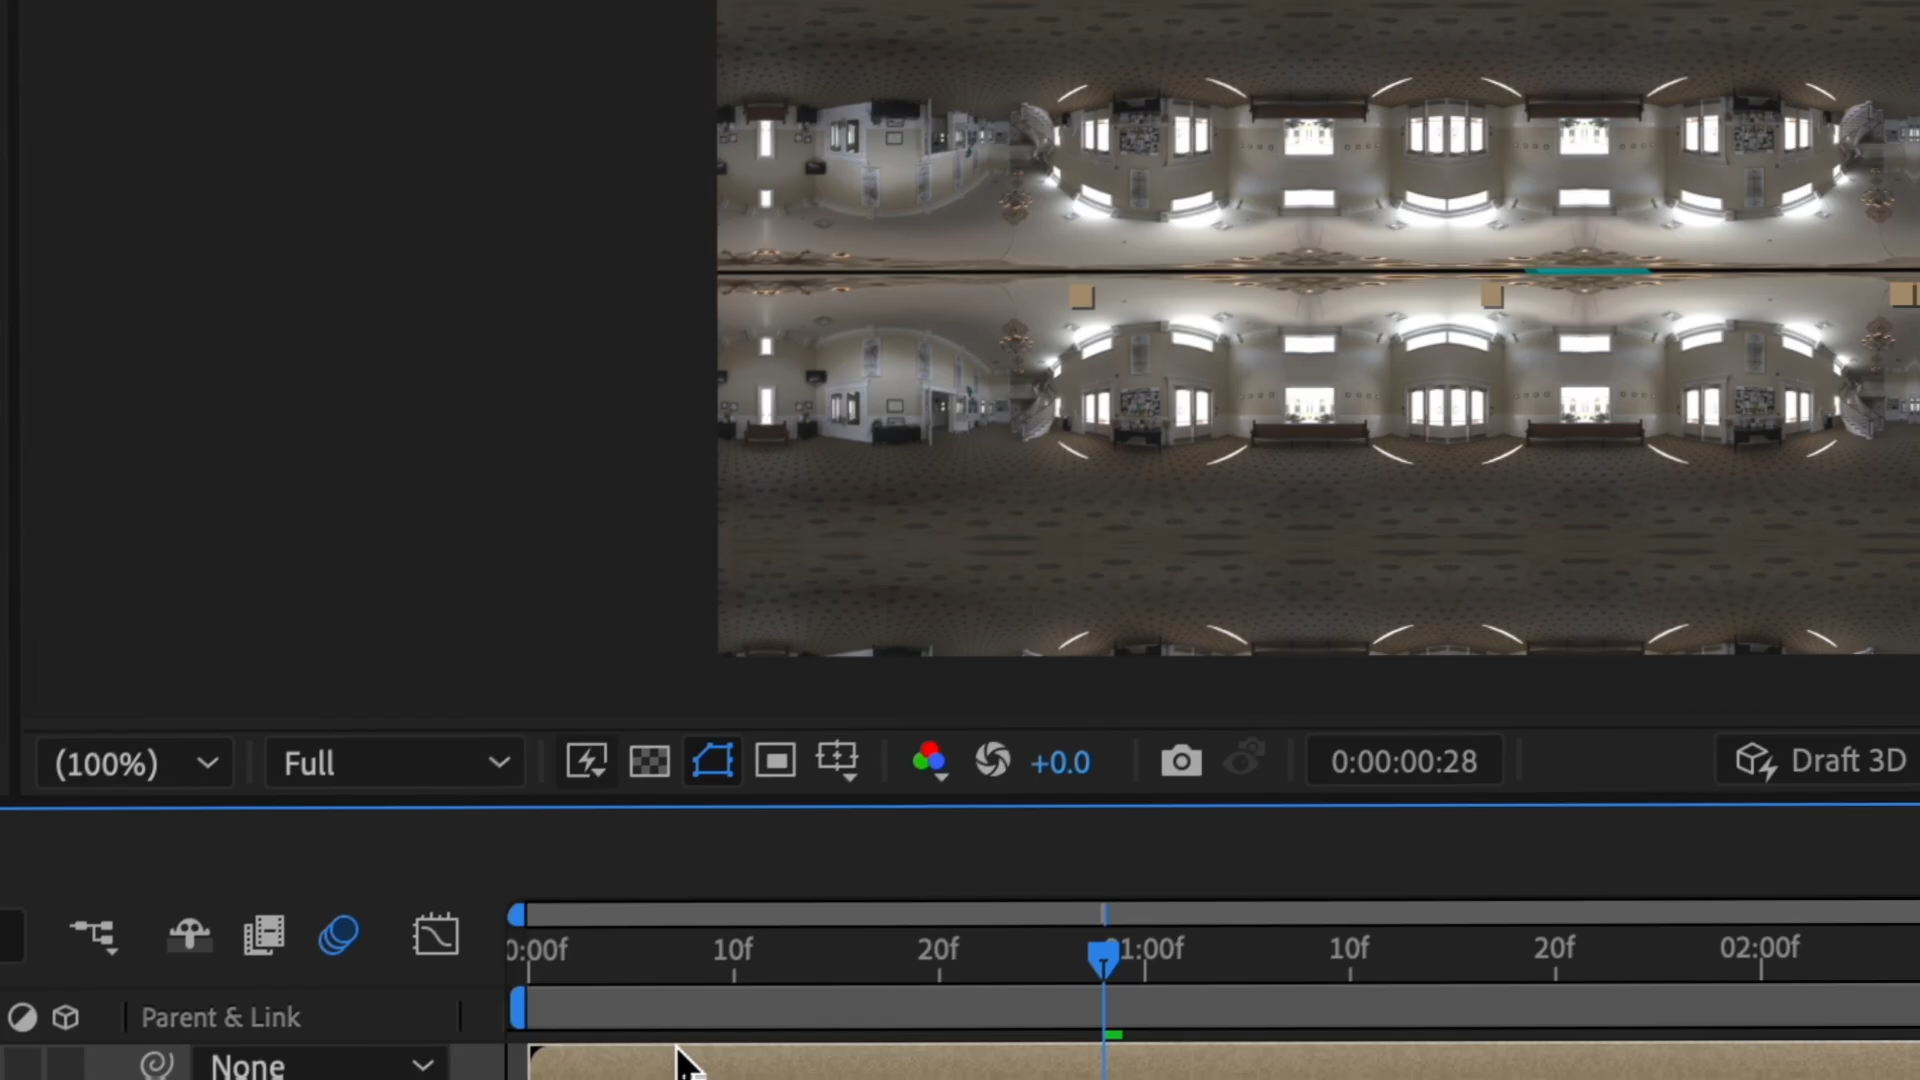 (100%) Full +0.0 0:00:00:28 Draft 3D
0:00f 10f 20f 1:00f 10f 20f 02:00f
Parent & Link
None